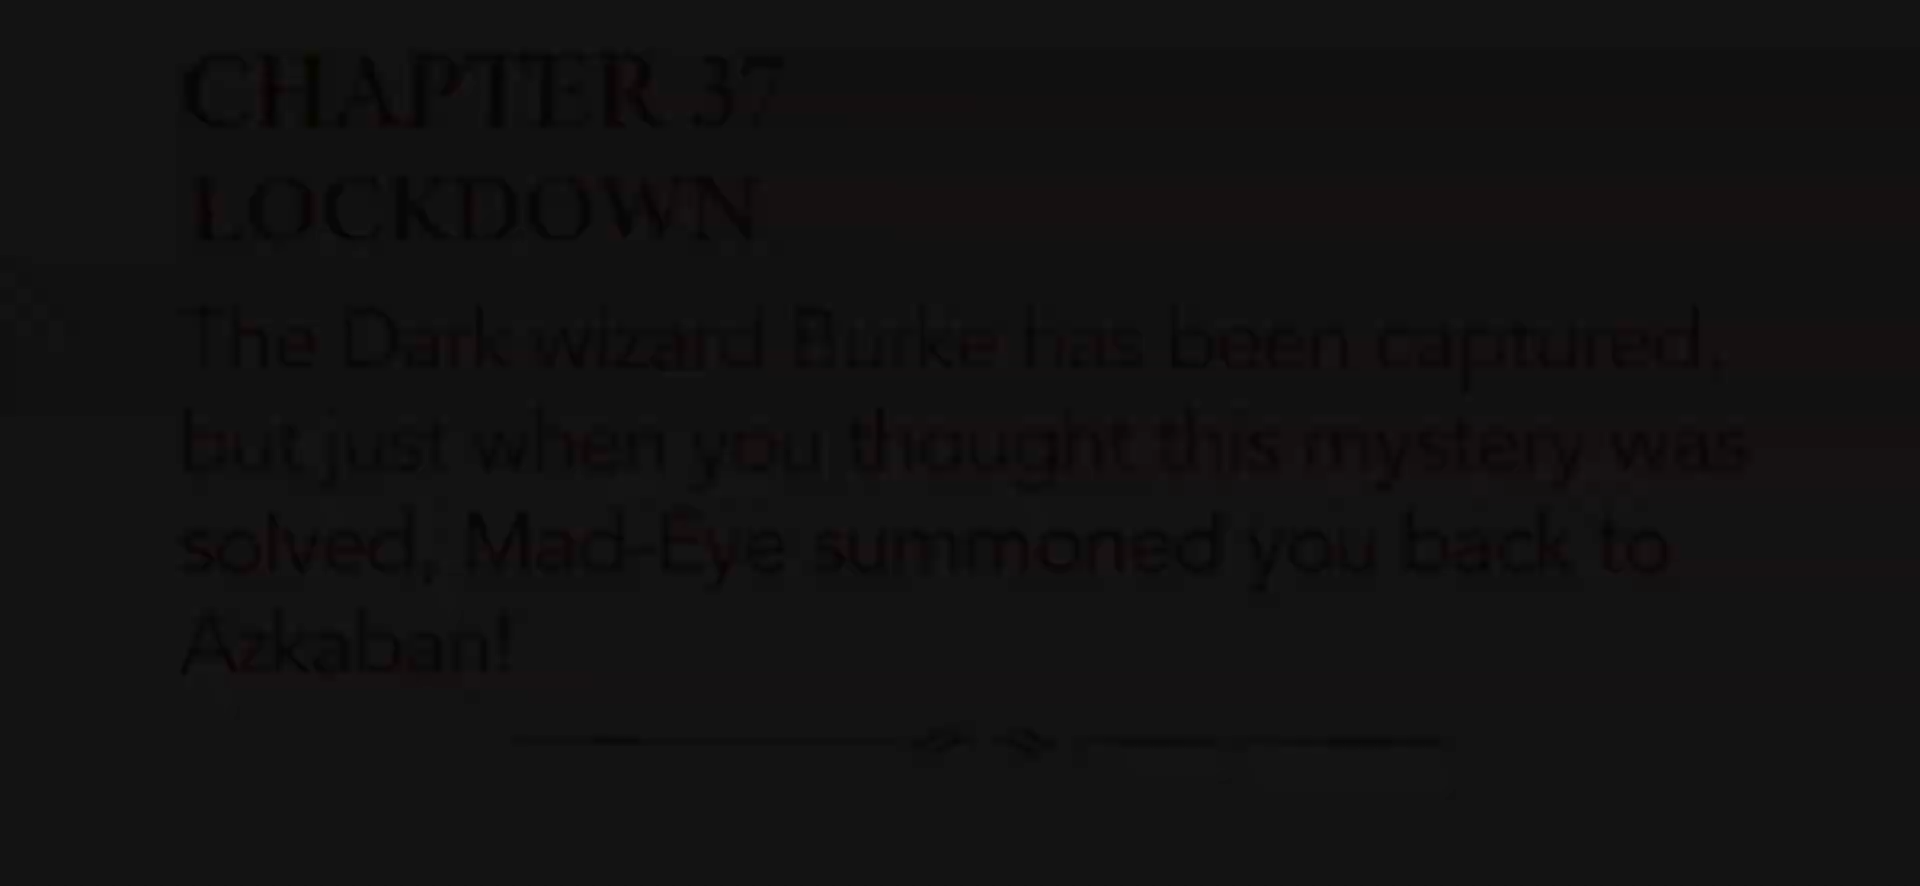 CHAPTER 37
LOCKDOWN
The Dark wizard Burke has been captured,
but just when you thought this mystery was
solved, Mad-Eye summoned you back to
Azkaban!